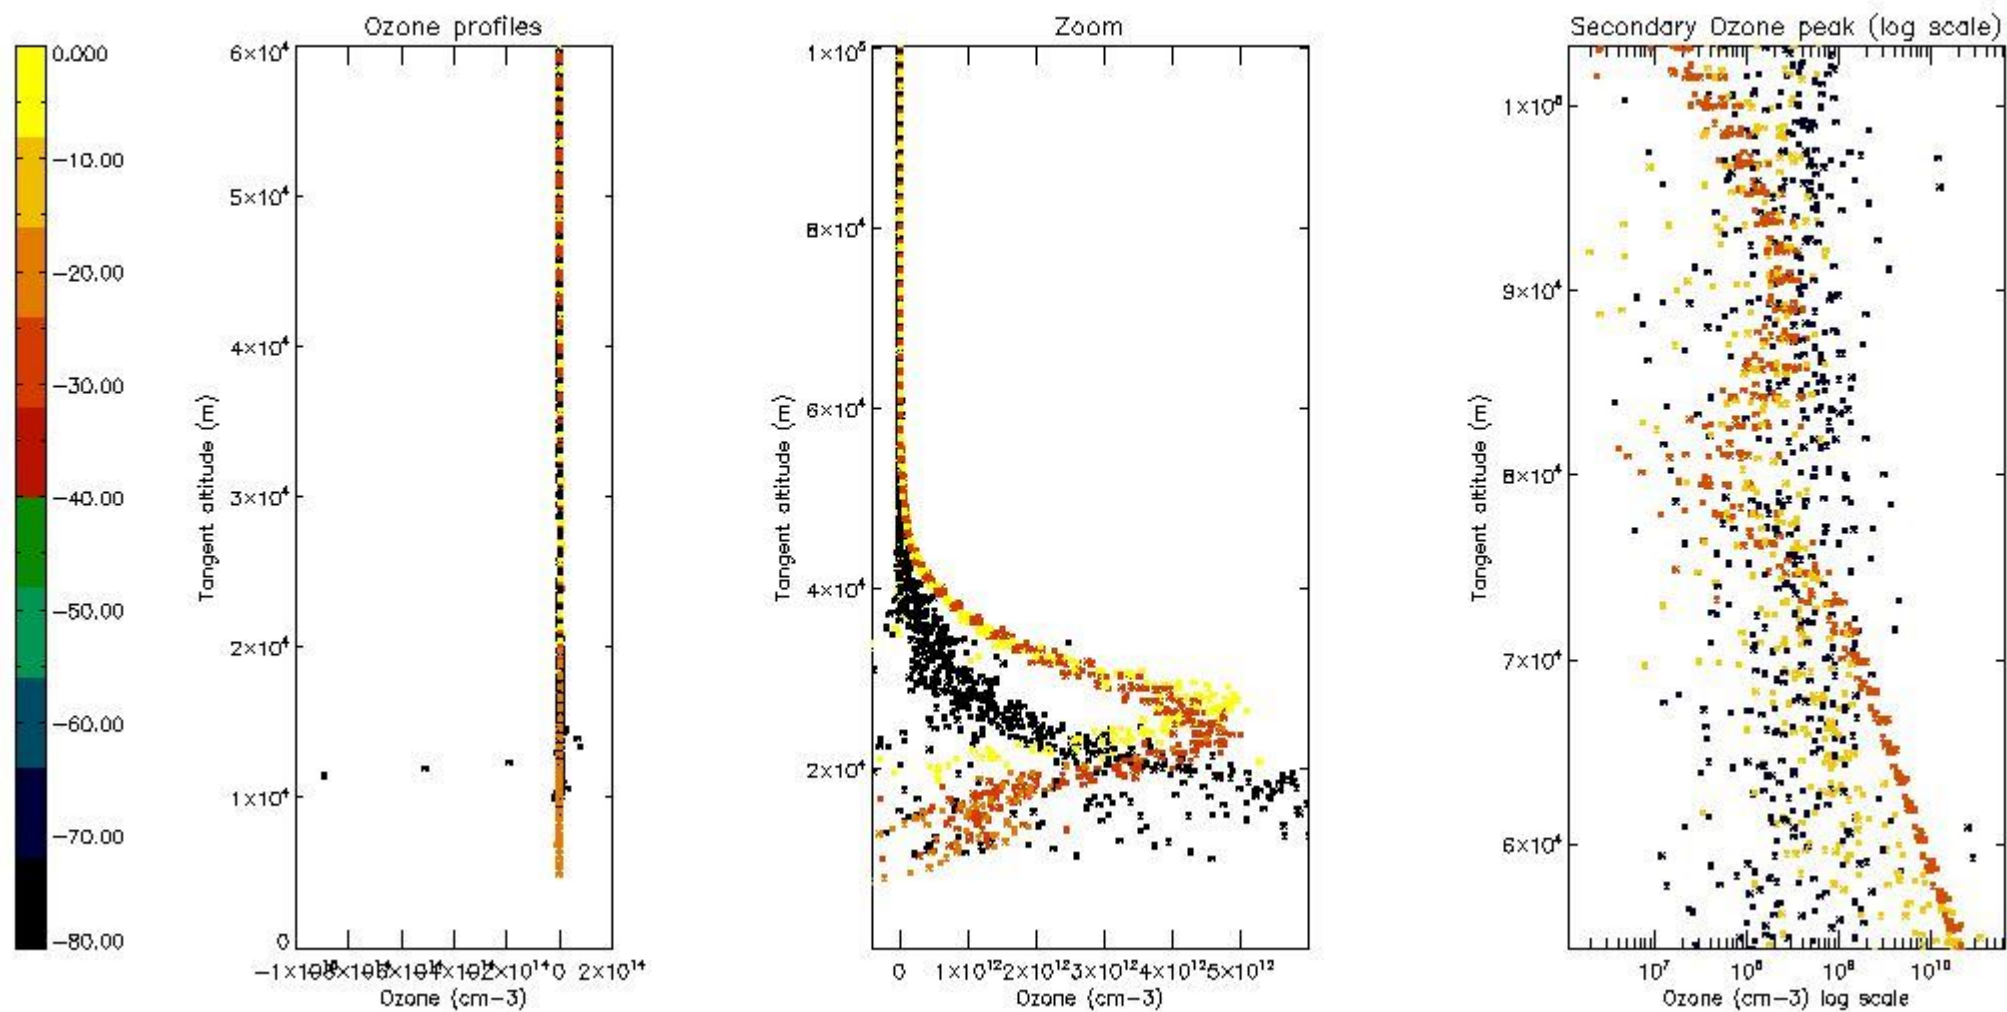 Ozone profiles
Zoom
Secondary Ozone peak (log scale)
0.000
−10.00
−20.00
−30.00
−40.00
−50.00
−60.00
−70.00
−80.00
6×10⁴
5×10⁴
4×10⁴
3×10⁴
2×10⁴
1×10⁴
0
Tangent altitude (m)
0 2×10¹⁴
Ozone (cm−3)
1×10⁵
8×10⁴
6×10⁴
4×10⁴
2×10⁴
Tangent altitude (m)
0 1×10¹² 2×10¹² 3×10¹² 4×10¹² 5×10¹²
Ozone (cm−3)
9×10⁴
8×10⁴
7×10⁴
6×10⁴
Tangent altitude (m)
10⁷ 10⁸ 10⁹ 10¹⁰
Ozone (cm−3) log scale